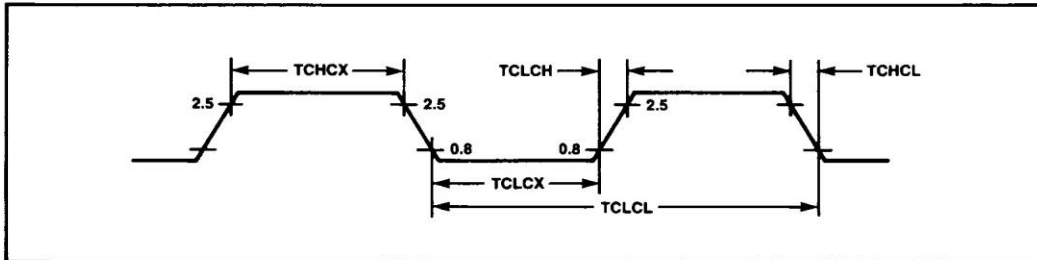 TCHCX TCLCH TCHCL
2.5 2.5 2.5
0.8 0.8
TCLCX
TCLCL